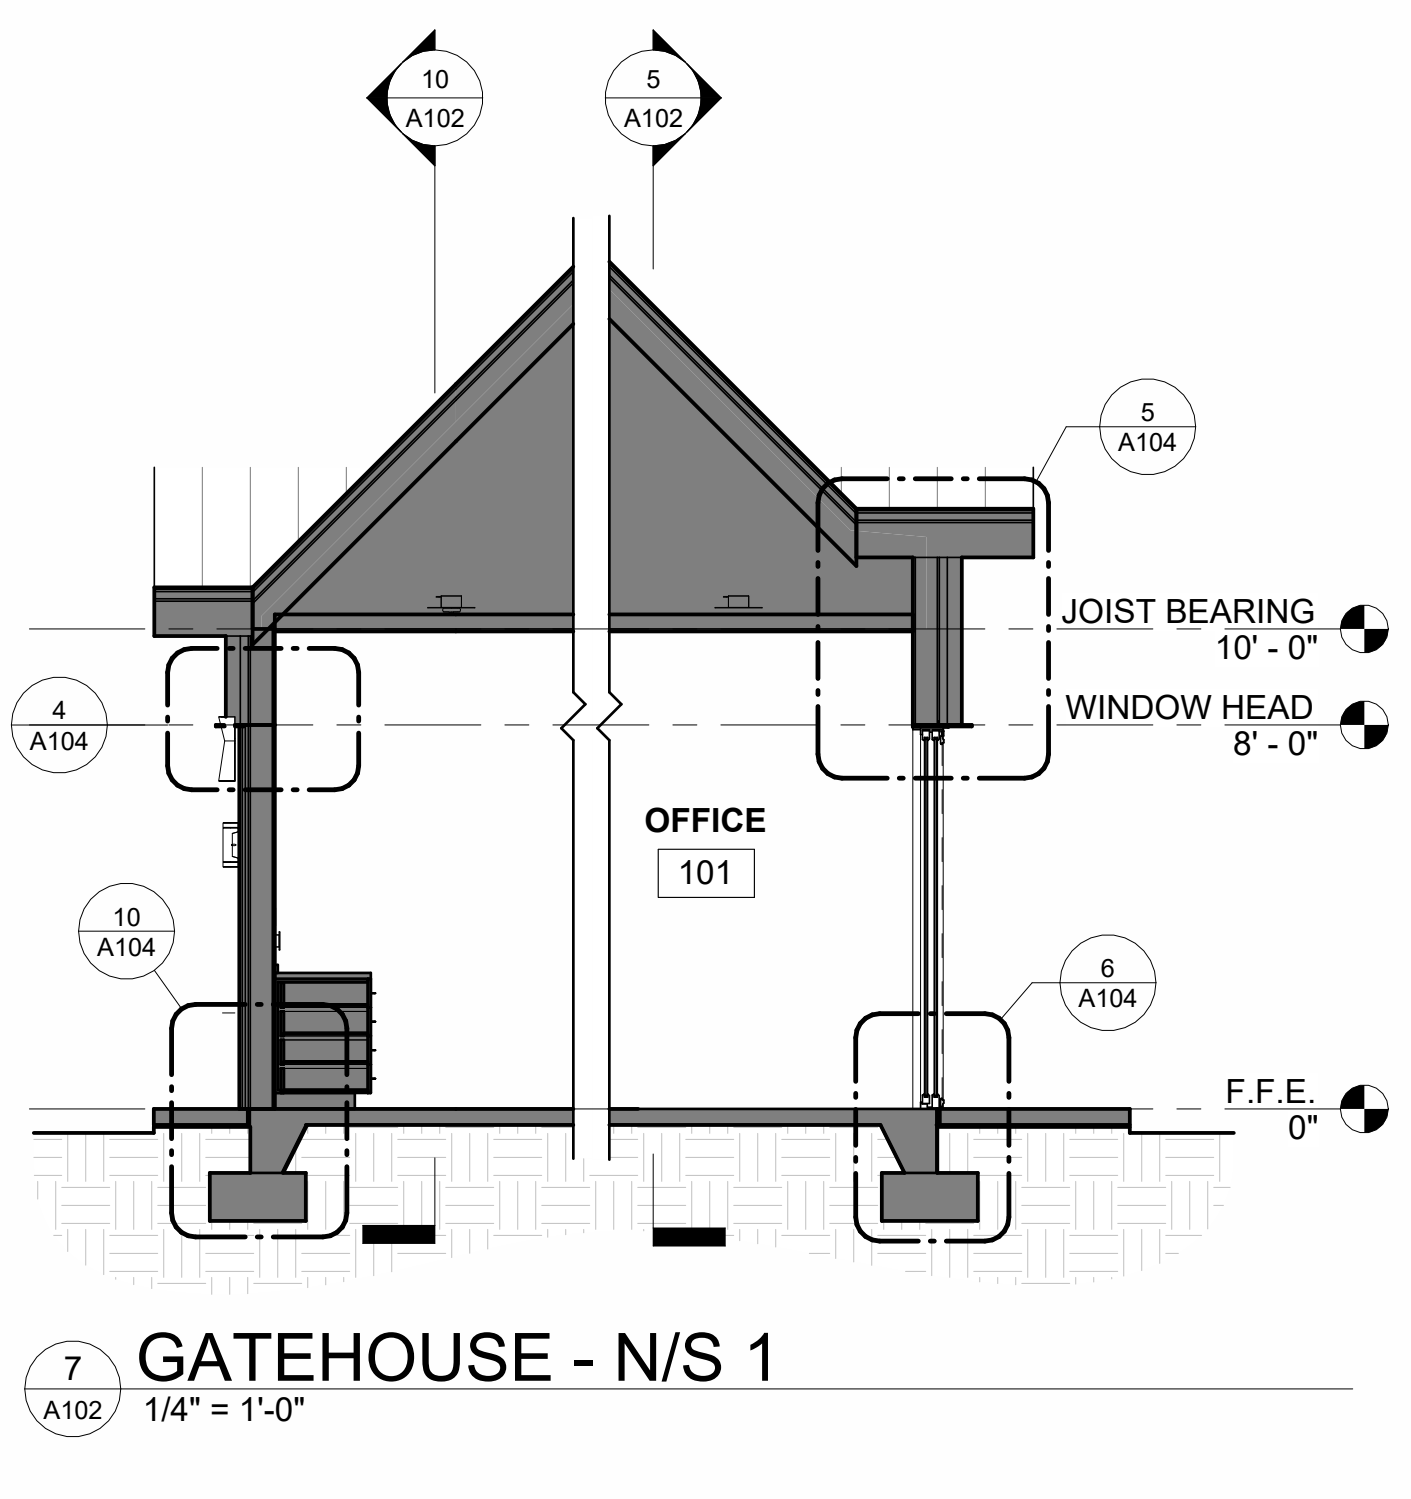 10
A102
5
A102
5
A104
JOIST BEARING
10' - 0"
4
A104
WINDOW HEAD
8' - 0"
OFFICE
101
10
A104
6
A104
F.F.E.
0"
7
A102
GATEHOUSE - N/S 1
1/4" = 1'-0"